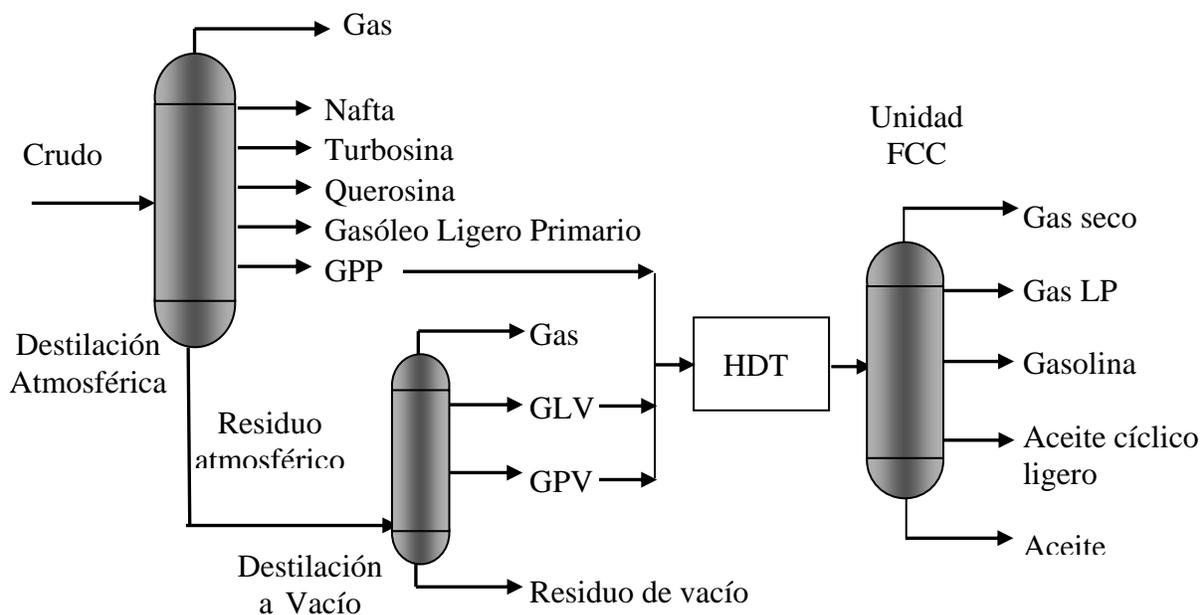 Gas
Nafta
Turbosina
Querosina
Gasóleo Ligero Primario
GPP
Crudo
Destilación
Atmosférica
Residuo
atmosférico
Gas
GLV
GPV
Residuo de vacío
Destilación
a Vacío
HDT
Unidad
FCC
Gas seco
Gas LP
Gasolina
Aceite cíclico
ligero
Aceite